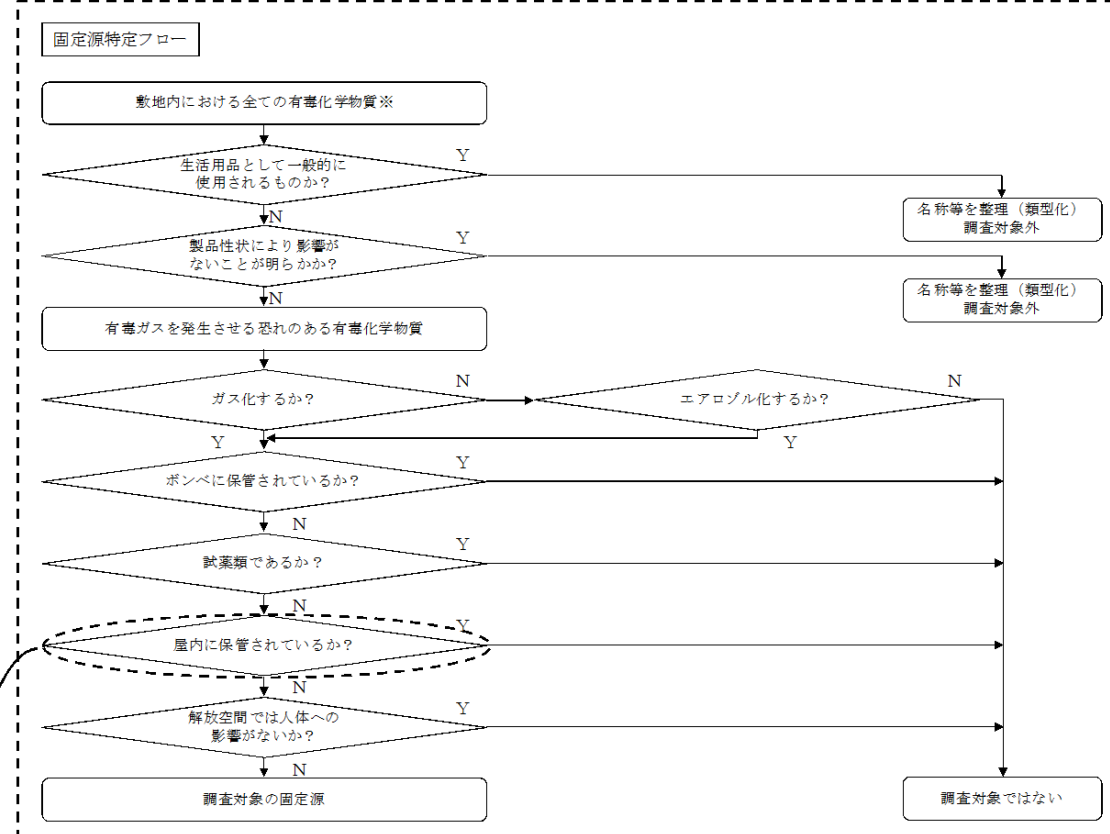 固定源特定フロー
敷地内における全ての有毒化学物質※
生活用品として一般的に
使用されるものか？
Y
名称等を整理（類型化）
調査対象外
N
製品性状により影響が
ないことが明らかか？
Y
名称等を整理（類型化）
調査対象外
N
有毒ガスを発生させる恐れのある有毒化学物質
ガス化するか？
N
エアロゾル化するか？
N
Y
Y
ボンベに保管されているか？
Y
N
試薬類であるか？
Y
N
屋内に保管されているか？
Y
N
解放空間では人体への
影響がないか？
Y
N
調査対象の固定源
調査対象ではない